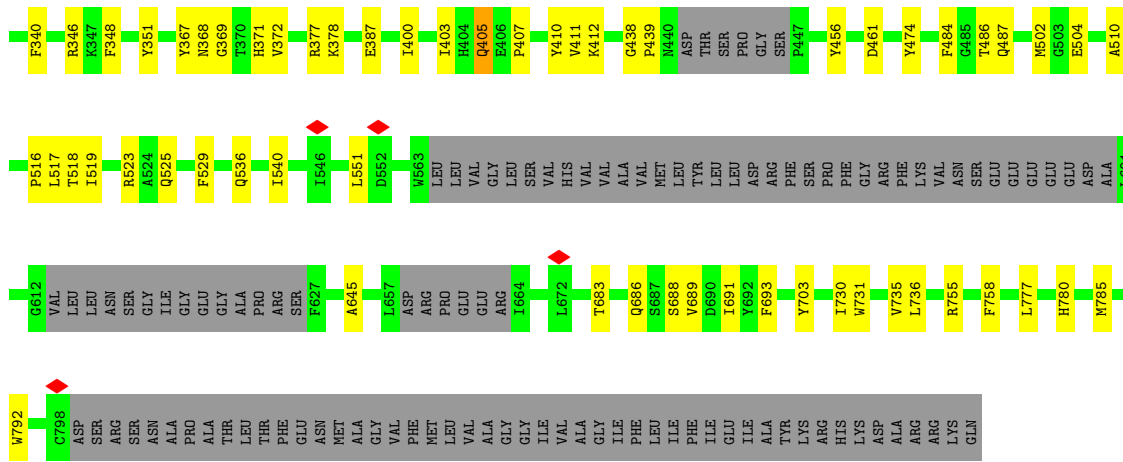 F340 R346 K347 F348 Y351 Y367 N368 G369 T370 H371 V372 R377 K378 E387 I400 I403 H404 Q405 E406 P407 Y410 V411 K412 G438 P439 N440 ASP THR SER PRO GLY SER P447 Y456 D461 Y474 F484 G485 T486 Q487 M502 G503 E504 A510
P516 L517 T518 I519 R523 A524 Q525 F529 Q536 I540 I546 L551 D552 W563 LEU LEU VAL GLY LEU SER VAL HIS VAL VAL ALA VAL MET LEU TYR LEU LEU ASP ARG PHE SER PRO PHE GLY ARG PHE LYS VAL ASN SER GLU GLU GLU GLU GLU ASP ALA
G612 VAL LEU LEU ASN SER GLY ILE GLY GLU GLY ALA PRO ARG SER F627 A645 L657 ASP ARG PRO GLU GLU ARG I664 L672 T683 Q686 S687 S688 V689 D690 I691 Y692 F693 Y703 I730 W731 V735 L736 R755 F758 L777 H780 M785
W792 C798 ASP SER ARG SER ASN ALA PRO ALA THR LEU THR PHE GLU ASN MET ALA GLY VAL PHE MET LEU VAL ALA GLY GLY ILE VAL ALA GLY ILE PHE LEU ILE PHE ILE GLU ILE ALA TYR LYS ARG HIS LYS ASP ALA ARG ARG LYS GLN